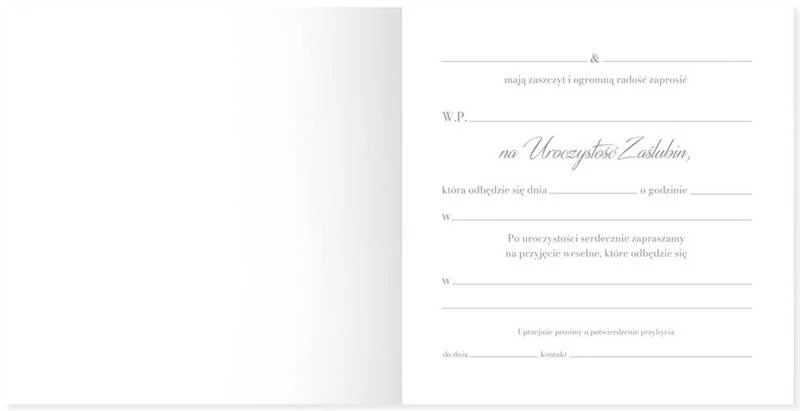 &
mają zaszczyt i ogromną radość zaprosić
W.P.
na Uroczystość Zaślubin,
która odbędzie się dnia o godzinie
w
Po uroczystości serdecznie zapraszamy
na przyjęcie weselne, które odbędzie się
w
Uprzejmie prosimy o potwierdzenie przybycia
do dnia kontakt